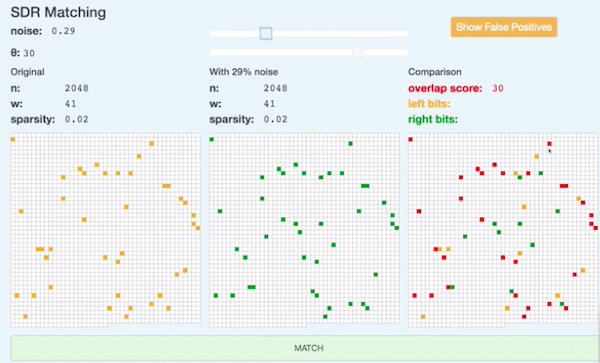 SDR Matching
noise: 0.29
Show False Positives
θ: 30
Original
With 29% noise
Comparison
n: 2048
n: 2048
overlap score: 30
w: 41
w: 41
left bits:
sparsity: 0.02
sparsity: 0.02
right bits:
MATCH